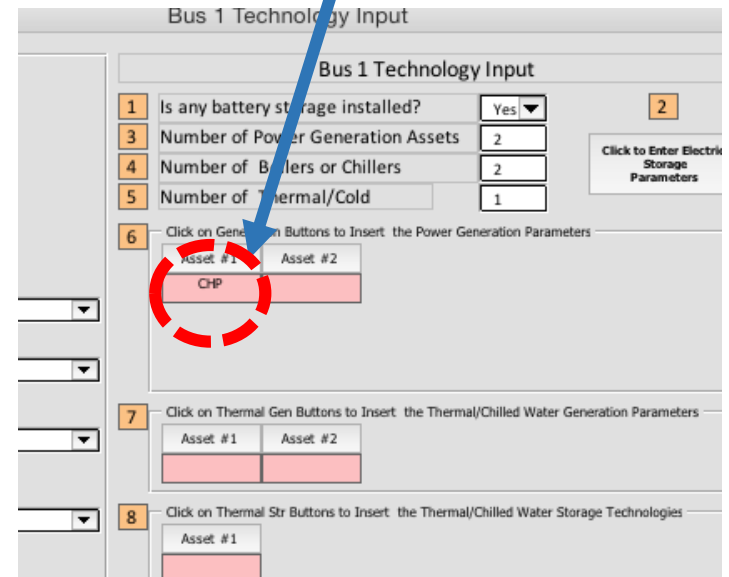 Bus 1 Technology Input
Bus 1 Technology Input
1 Is any battery storage installed? Yes 2
3 Number of Power Generation Assets 2
Click to Enter Electric
Storage
Parameters
4 Number of Boilers or Chillers 2
5 Number of Thermal/Cold 1
6 Click on Generation Buttons to Insert the Power Generation Parameters
Asset #1 Asset #2
CHP
7 Click on Thermal Gen Buttons to Insert the Thermal/Chilled Water Generation Parameters
Asset #1 Asset #2
8 Click on Thermal Str Buttons to Insert the Thermal/Chilled Water Storage Technologies
Asset #1